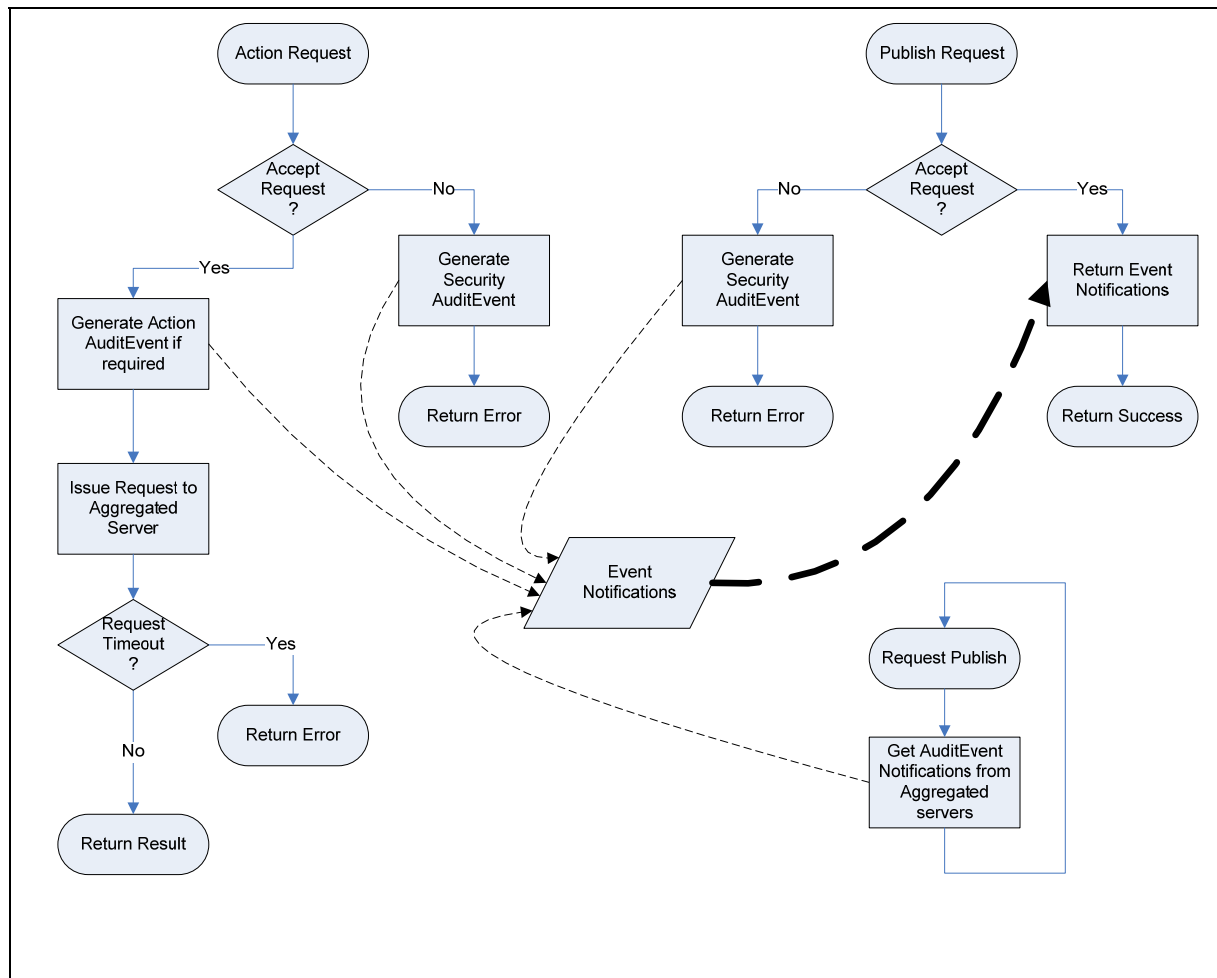 Action Request
Accept
Request
?
No
Yes
Generate
Security
AuditEvent
Return Error
Generate Action
AuditEvent if
required
Issue Request to
Aggregated
Server
Request
Timeout
?
Yes
Return Error
No
Return Result
Publish Request
Accept
Request
?
No
Yes
Generate
Security
AuditEvent
Return Error
Return Event
Notifications
Return Success
Event
Notifications
Request Publish
Get AuditEvent
Notifications from
Aggregated
servers